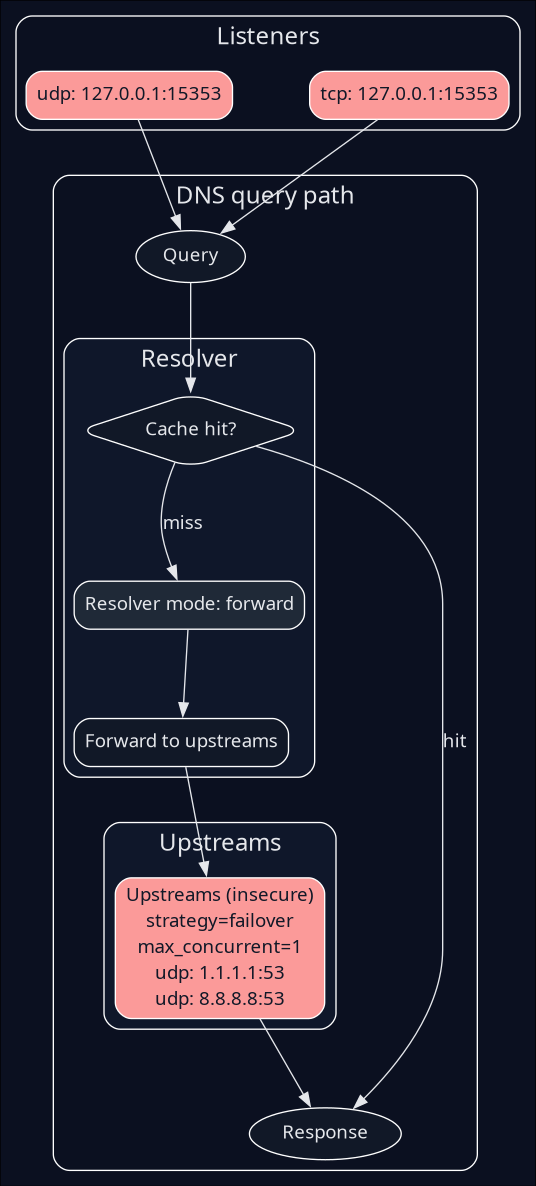 Listeners
udp: 127.0.0.1:15353
tcp: 127.0.0.1:15353
DNS query path
Query
Resolver
Cache hit?
miss
Resolver mode: forward
Forward to upstreams
hit
Upstreams
Upstreams (insecure)
strategy=failover
max_concurrent=1
udp: 1.1.1.1:53
udp: 8.8.8.8:53
Response